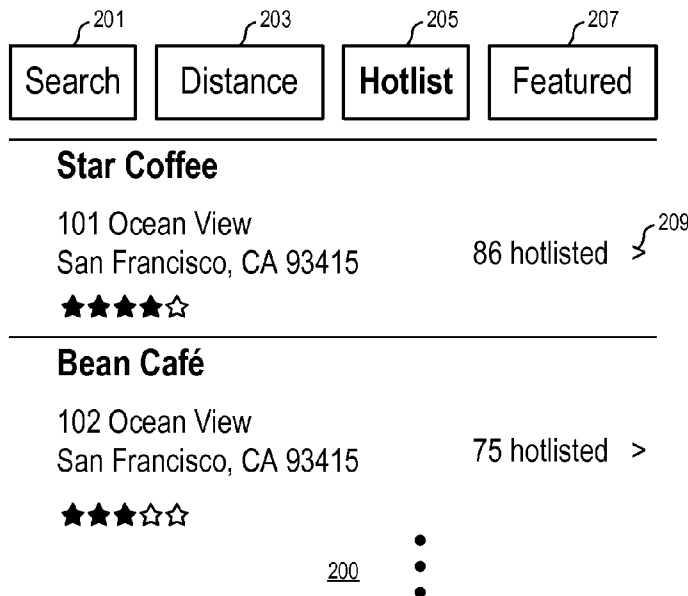 201 203 205 207
Search Distance Hotlist Featured
Star Coffee
101 Ocean View
San Francisco, CA 93415
86 hotlisted > 209
★★★★☆
Bean Café
102 Ocean View
San Francisco, CA 93415
75 hotlisted >
★★★☆☆
200